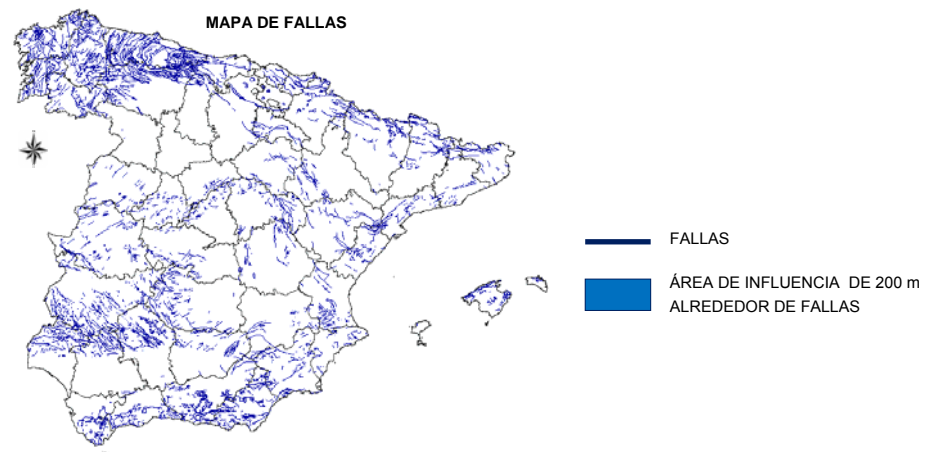 MAPA DE FALLAS
FALLAS
ÁREA DE INFLUENCIA DE 200 m
ALREDEDOR DE FALLAS